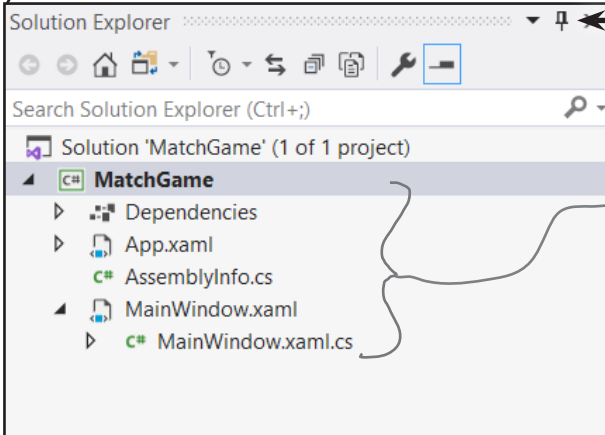 Solution Explorer
Search Solution Explorer (Ctrl+;)
Solution 'MatchGame' (1 of 1 project)
C# MatchGame
Dependencies
App.xaml
C# AssemblyInfo.cs
MainWindow.xaml
C# MainWindow.xaml.cs